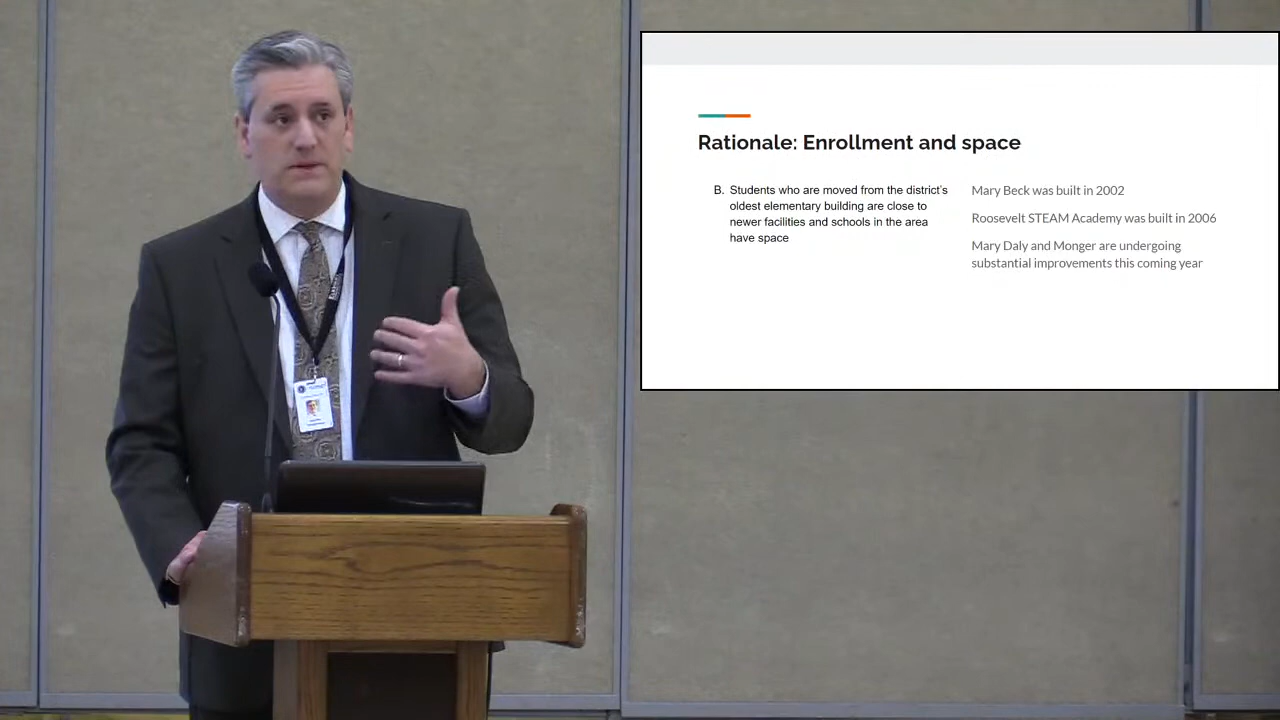 Rationale: Enrollment and space
B. Students who are moved from the district's
oldest elementary building are close to
newer facilities and schools in the area
have space
Mary Beck was built in 2002
Roosevelt STEAM Academy was built in 2006
Mary Daly and Monger are undergoing
substantial improvements this coming year